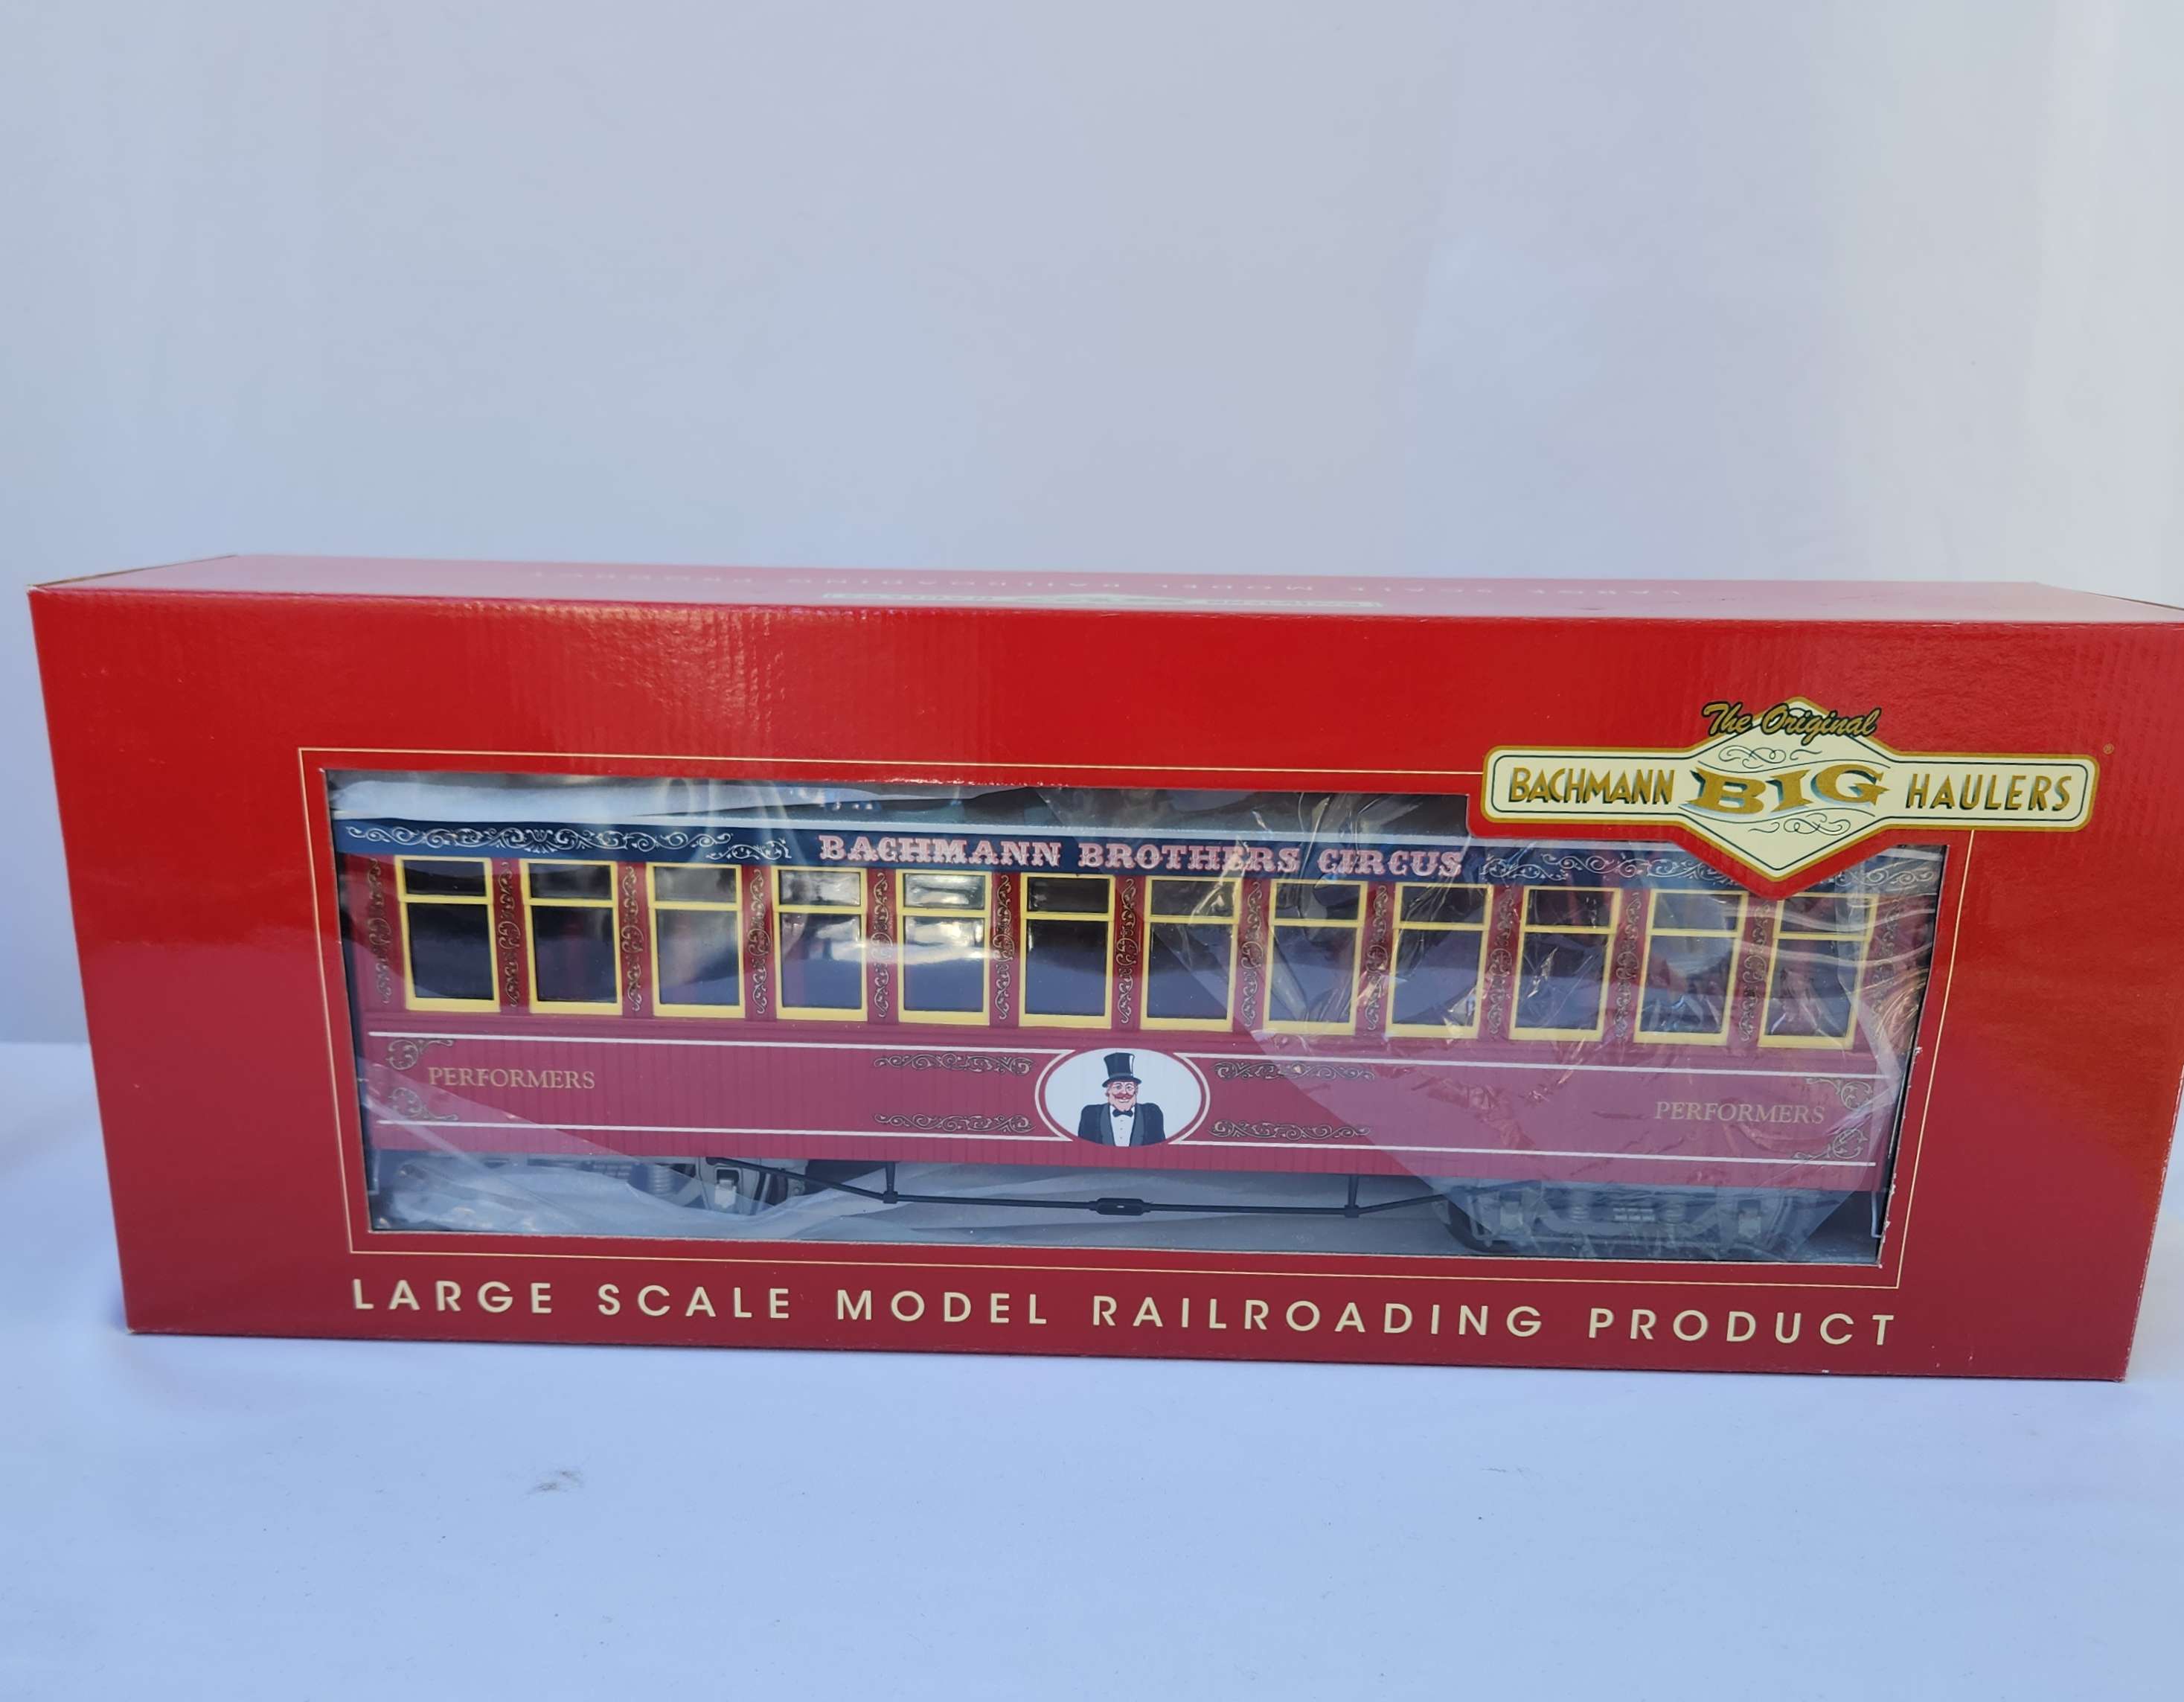 The Original
BACHMANN BIG HAULERS
BACHMANN BROTHERS CIRCUS
PERFORMERS
PERFORMERS
LARGE SCALE MODEL RAILROADING PRODUCT